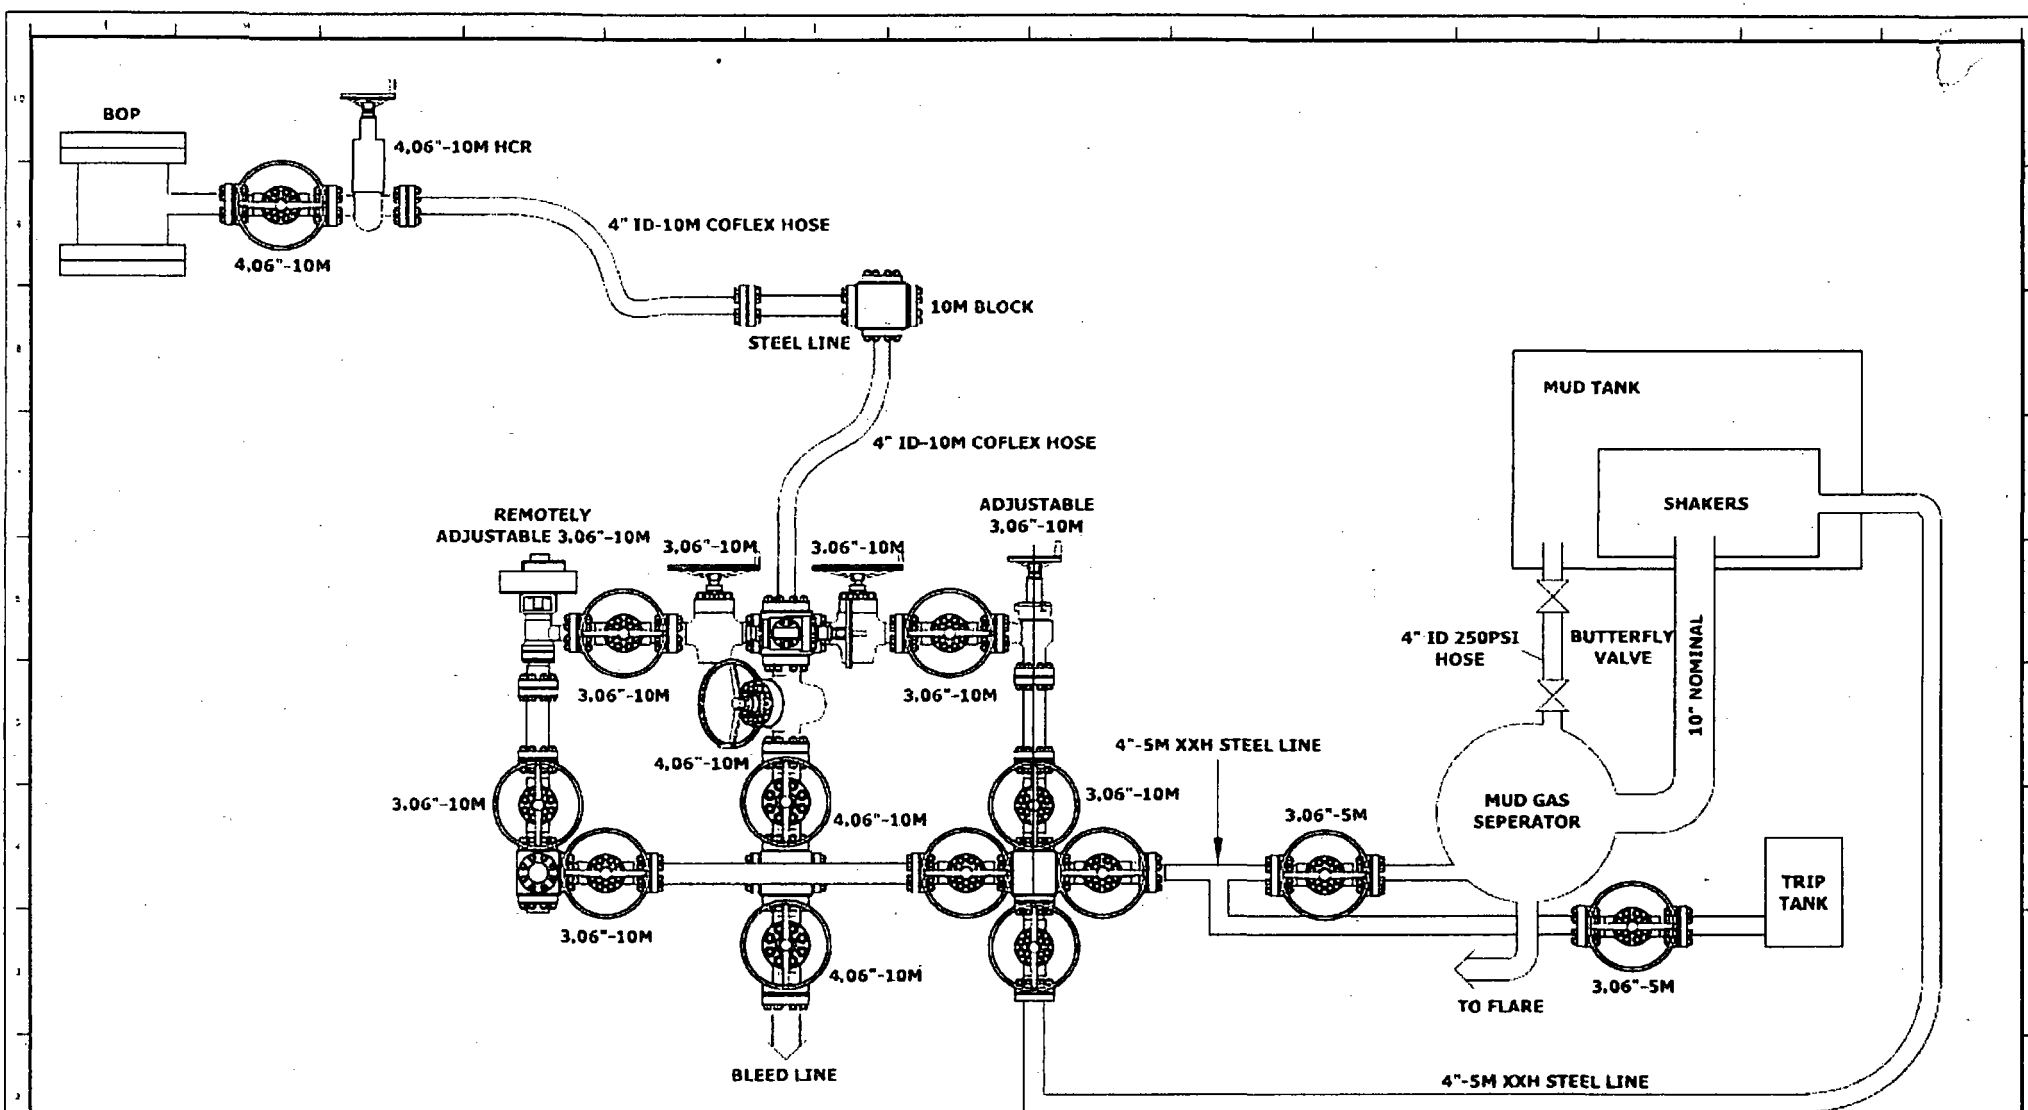 BOP
4.06"-10M HCR
4.06"-10M
4" ID-10M COFLEX HOSE
10M BLOCK
STEEL LINE
4" ID-10M COFLEX HOSE
MUD TANK
SHAKERS
REMOTELY
ADJUSTABLE 3.06"-10M
3.06"-10M
3.06"-10M
ADJUSTABLE
3.06"-10M
4" ID 250PSI
HOSE
BUTTERFLY
VALVE
10" NOMINAL
3.06"-10M
3.06"-10M
4.06"-10M
4"-5M XXH STEEL LINE
3.06"-10M
4.06"-10M
3.06"-10M
3.06"-5M
MUD GAS
SEPERATOR
TRIP
TANK
3.06"-10M
4.06"-10M
3.06"-5M
TO FLARE
BLEED LINE
4"-5M XXH STEEL LINE